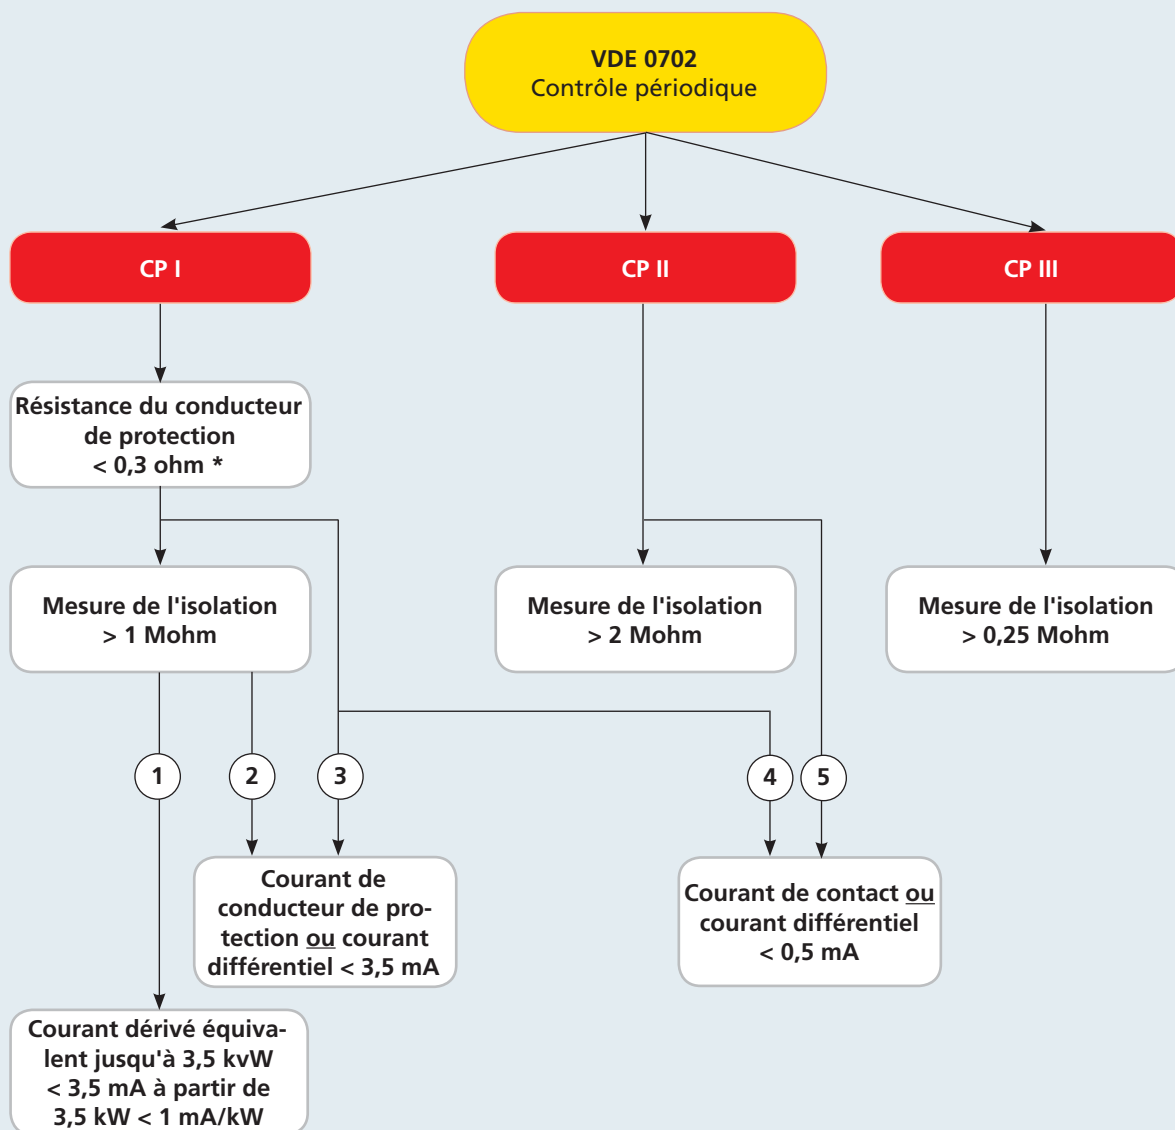 VDE 0702
Contrôle périodique
CP I
CP II
CP III
Résistance du conducteur
de protection
< 0,3 ohm *
Mesure de l'isolation
> 1 Mohm
Mesure de l'isolation
> 2 Mohm
Mesure de l'isolation
> 0,25 Mohm
1
2
3
4
5
Courant de
conducteur de pro-
tection ou courant
différentiel < 3,5 mA
Courant de contact ou
courant différentiel
< 0,5 mA
Courant dérivé équiva-
lent jusqu'à 3,5 kvW
< 3,5 mA à partir de
3,5 kW < 1 mA/kW